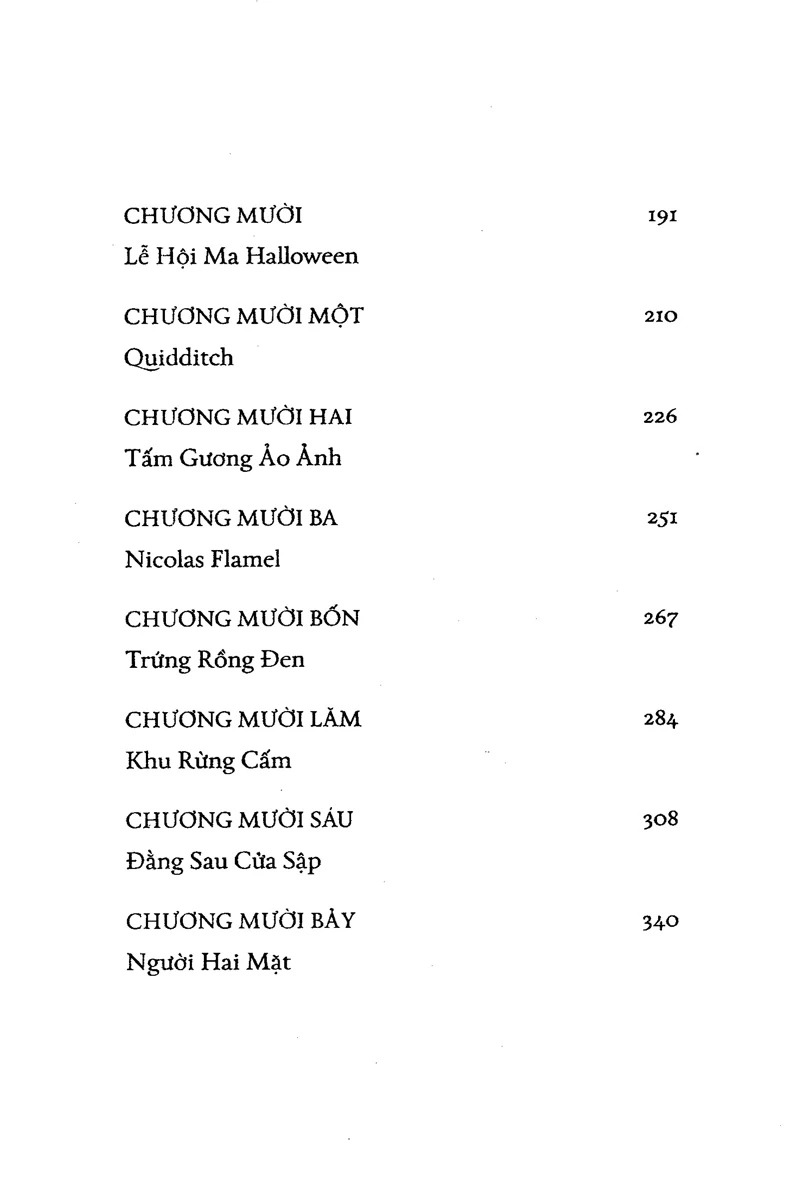 CHƯƠNG MƯỜI 191
Lễ Hội Ma Halloween
CHƯƠNG MƯỜI MỘT 210
Quidditch
CHƯƠNG MƯỜI HAI 226
Tấm Gương Ảo Ảnh
CHƯƠNG MƯỜI BA 251
Nicolas Flamel
CHƯƠNG MƯỜI BỐN 267
Trứng Rồng Đen
CHƯƠNG MƯỜI LĂM 284
Khu Rừng Cấm
CHƯƠNG MƯỜI SÁU 308
Đằng Sau Cửa Sập
CHƯƠNG MƯỜI BẢY 340
Người Hai Mặt